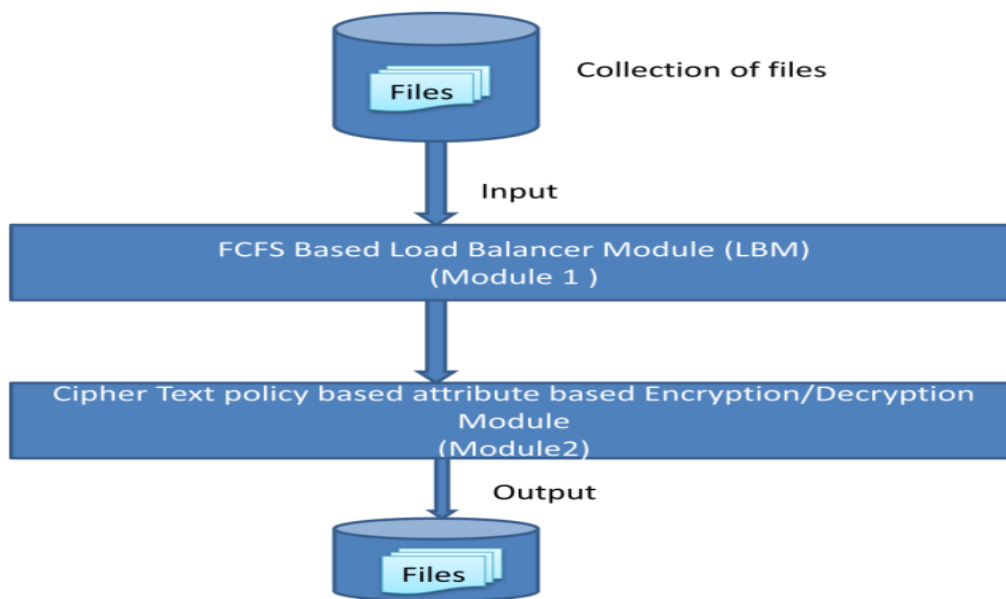 Files
Collection of files
Input
FCFS Based Load Balancer Module (LBM)
(Module 1 )
Cipher Text policy based attribute based Encryption/Decryption
Module
(Module2)
Output
Files